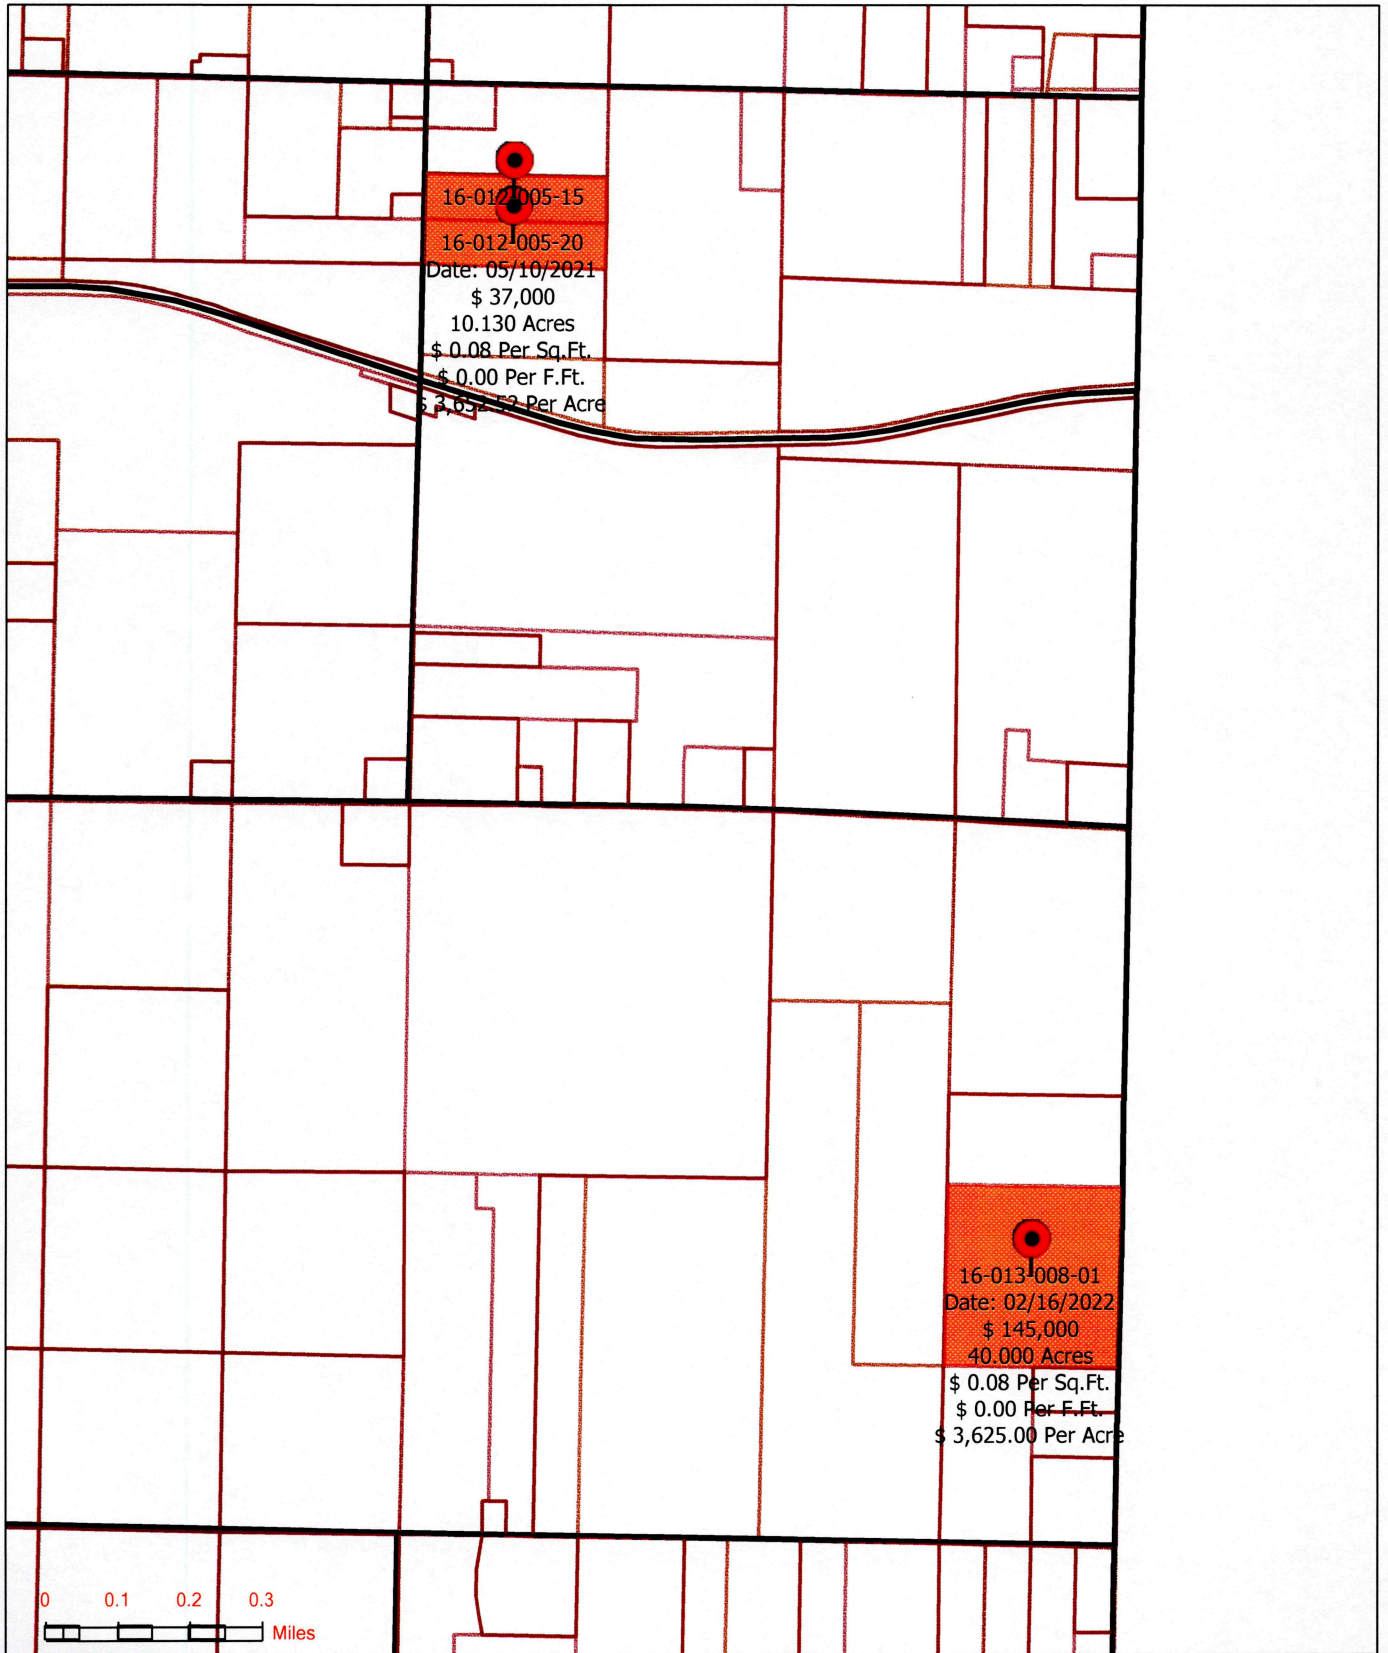 16-012-005-15
16-012-005-20
Date: 05/10/2021
$ 37,000
10.130 Acres
$ 0.08 Per Sq.Ft.
$ 0.00 Per F.Ft.
$ 3,652.52 Per Acre
16-013-008-01
Date: 02/16/2022
$ 145,000
40.000 Acres
$ 0.08 Per Sq.Ft.
$ 0.00 Per F.Ft.
$ 3,625.00 Per Acre
0 0.1 0.2 0.3
Miles